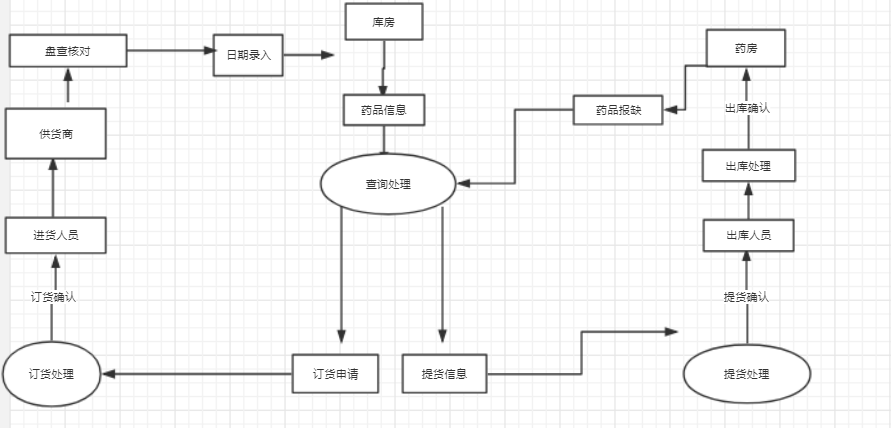 库房
盘查核对
日期录入
药房
药品信息
药品报缺
出库确认
供货商
出库处理
查询处理
进货人员
出库人员
订货确认
提货确认
订货处理
订货申请
提货信息
提货处理